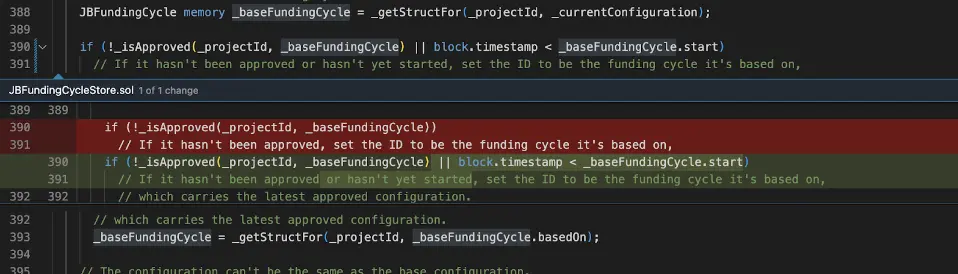 388 JBFundingCycle memory _baseFundingCycle = _getStructFor(_projectId, _currentConfiguration);
389
390 if (!_isApproved(_projectId, _baseFundingCycle) || block.timestamp < _baseFundingCycle.start)
391 // If it hasn't been approved or hasn't yet started, set the ID to be the funding cycle it's based on,
JBFundingCycleStore.sol 1 of 1 change
389 389
390 if (!_isApproved(_projectId, _baseFundingCycle))
391 // If it hasn't been approved, set the ID to be the funding cycle it's based on,
390 if (!_isApproved(_projectId, _baseFundingCycle) || block.timestamp < _baseFundingCycle.start)
391 // If it hasn't been approved or hasn't yet started, set the ID to be the funding cycle it's based on,
392 392 // which carries the latest approved configuration.
392 // which carries the latest approved configuration.
393 _baseFundingCycle = _getStructFor(_projectId, _baseFundingCycle.basedOn);
394
395 // The configuration can't be the same as the base configuration.